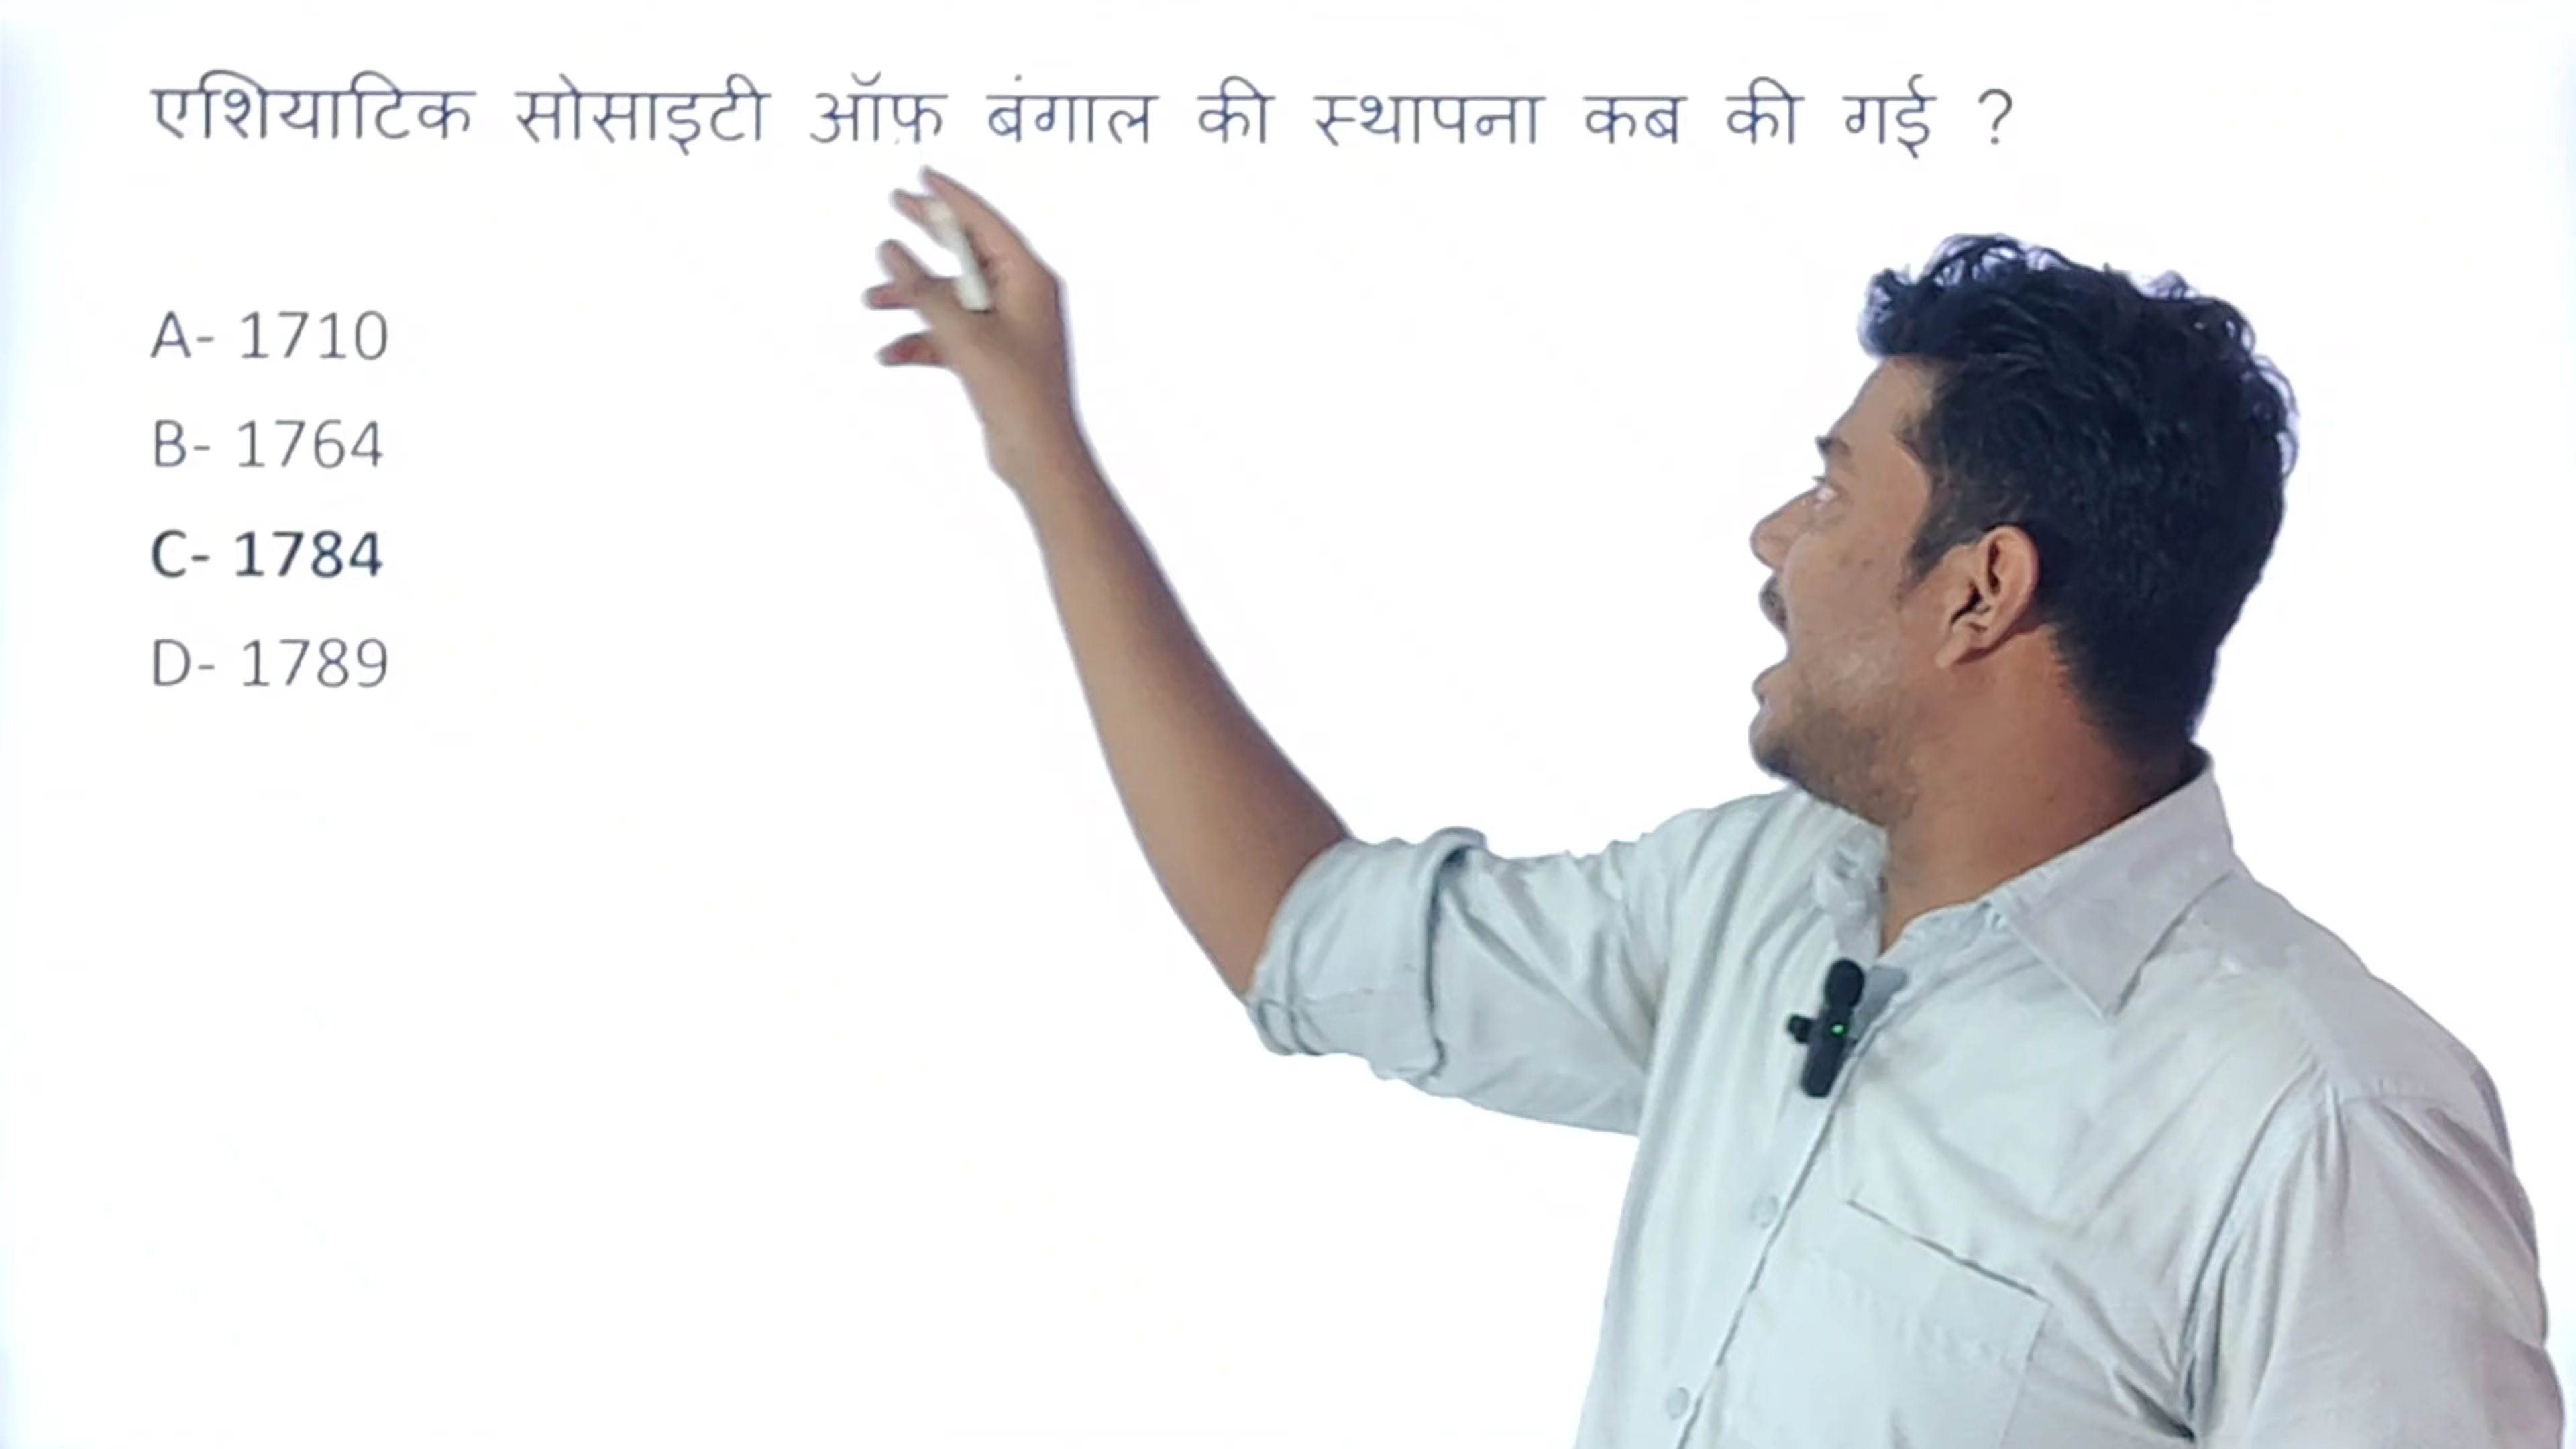 एशियाटिक सोसाइटी ऑफ़ बंगाल की स्थापना कब की गई ?
A- 1710
B- 1764
C- 1784
D- 1789